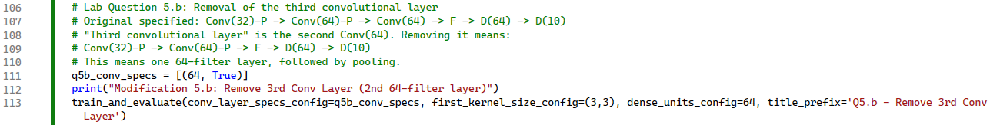 106 # Lab Question 5.b: Removal of the third convolutional layer
107 # Original specified: Conv(32)-P -> Conv(64)-P -> Conv(64) -> F -> D(64) -> D(10)
108 # "Third convolutional layer" is the second Conv(64). Removing it means:
109 # Conv(32)-P -> Conv(64)-P -> F -> D(64) -> D(10)
110 # This means one 64-filter layer, followed by pooling.
111 q5b_conv_specs = [(64, True)]
112 print("Modification 5.b: Remove 3rd Conv Layer (2nd 64-filter layer)")
113 train_and_evaluate(conv_layer_specs_config=q5b_conv_specs, first_kernel_size_config=(3,3), dense_units_config=64, title_prefix='Q5.b - Remove 3rd Conv
Layer')